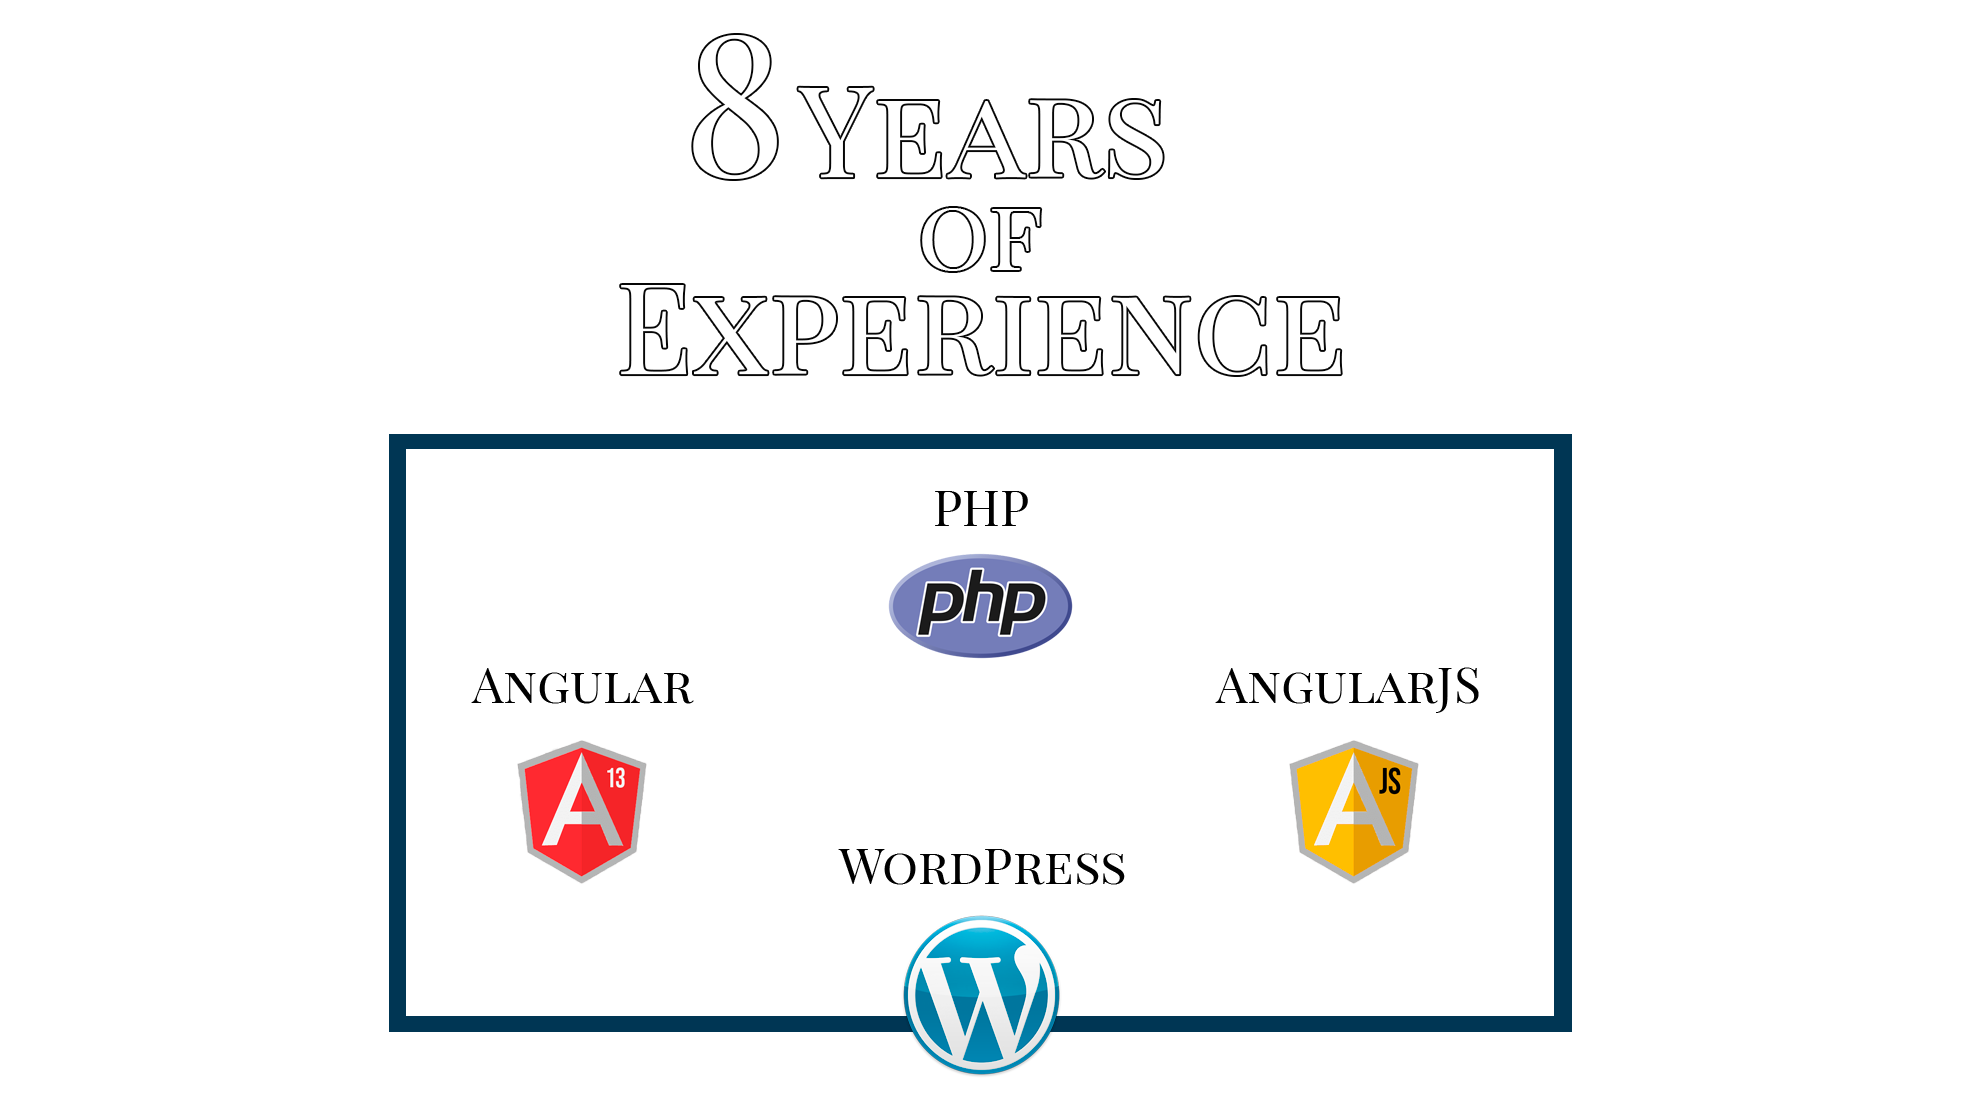 8 Years
of
Experience
PHP
php
Angular
AngularJS
13
JS
WordPress
W